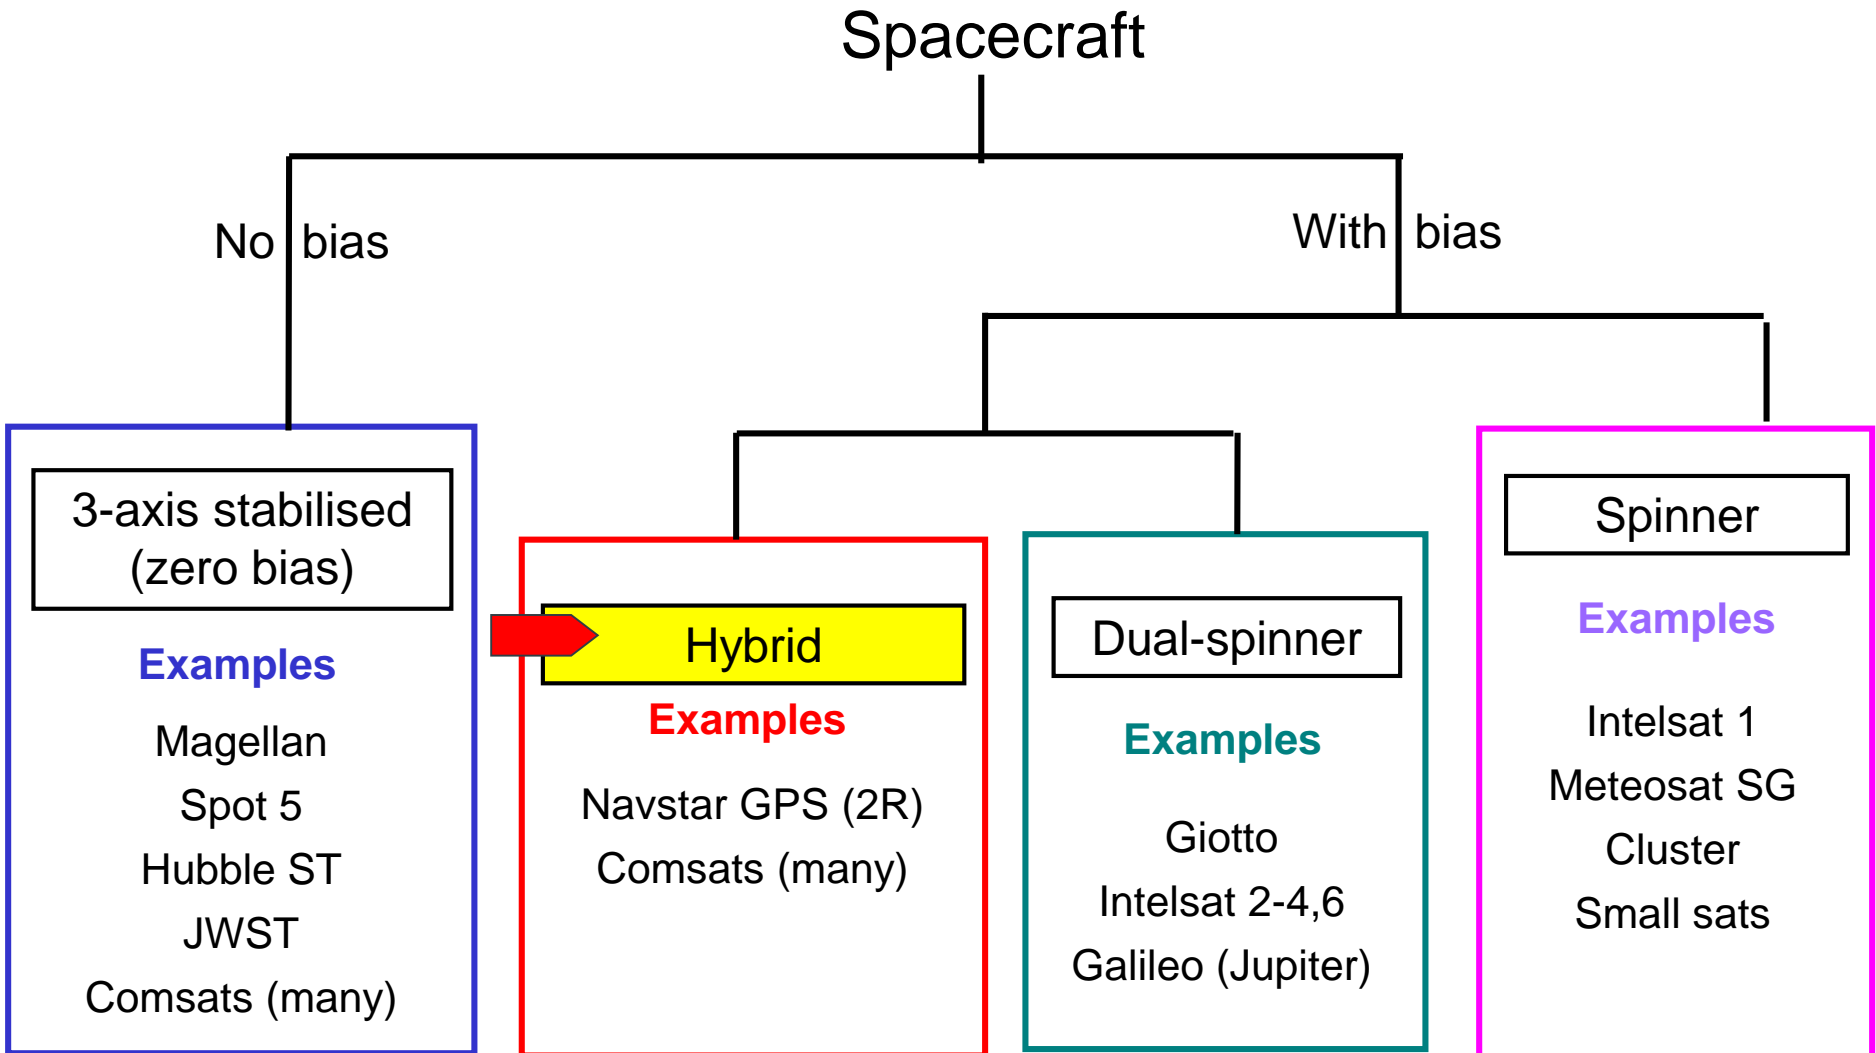 Spacecraft
No bias
With bias
3-axis stabilised
(zero bias)
Examples
Magellan
Spot 5
Hubble ST
JWST
Comsats (many)
Hybrid
Examples
Navstar GPS (2R)
Comsats (many)
Dual-spinner
Examples
Giotto
Intelsat 2-4,6
Galileo (Jupiter)
Spinner
Examples
Intelsat 1
Meteosat SG
Cluster
Small sats